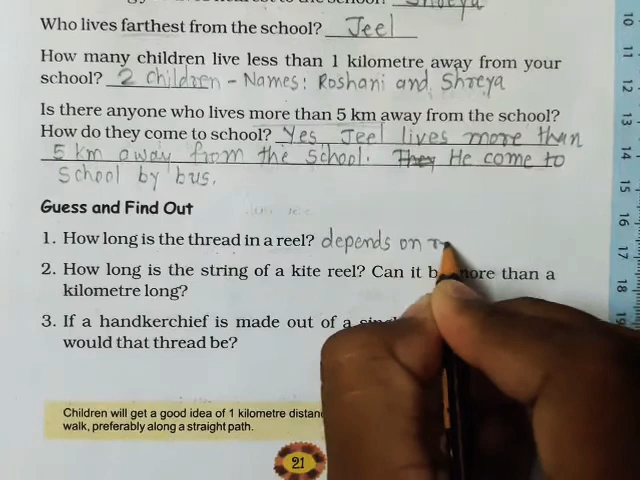 Shreya
Who lives farthest from the school? Jeel
How many children live less than 1 kilometre away from your
school? 2 children - Names: Roshani and Shreya
Is there anyone who lives more than 5 km away from the school?
How do they come to school? Yes Jeel lives more than
5 km away from the school. They He come to
school by bus.
Guess and Find Out
1. How long is the thread in a reel? depends on
2. How long is the string of a kite reel? Can it more than a
kilometre long?
3. If a handkerchief is made out of a
would that thread be?
Children will get a good idea of 1 kilometre
walk, preferably along a straight path.
21
10
11
12
13
14
15
16
17
18
19